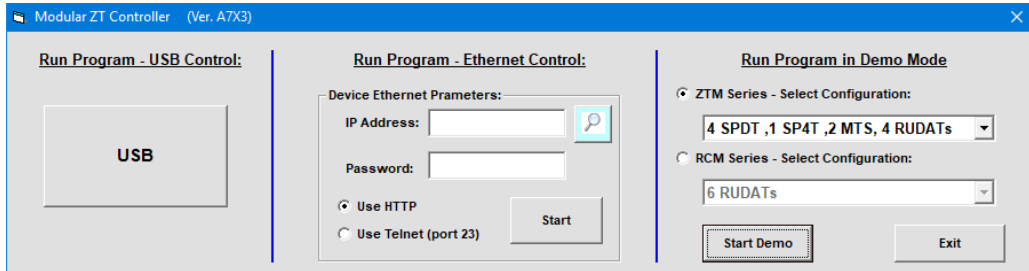 Modular ZT Controller (Ver. A7X3)
Run Program - USB Control:
USB
Run Program - Ethernet Control:
Device Ethernet Prameters:
IP Address:
Password:
Use HTTP
Use Telnet (port 23)
Start
Run Program in Demo Mode
ZTM Series - Select Configuration:
4 SPDT ,1 SP4T ,2 MTS, 4 RUDATs
RCM Series - Select Configuration:
6 RUDATs
Start Demo
Exit